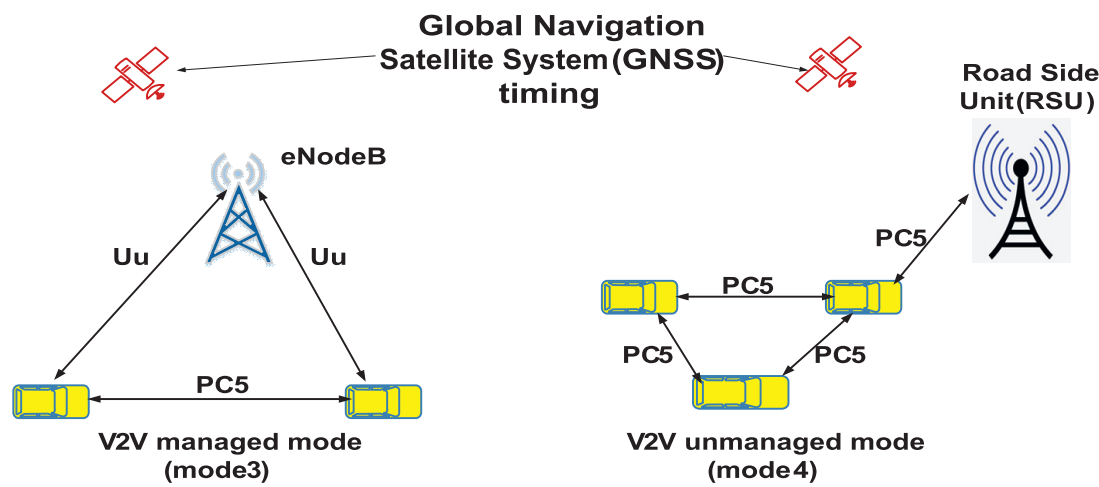 Global Navigation
Satellite System(GNSS)
timing
Road Side
Unit(RSU)
eNodeB
Uu
Uu
PC5
PC5
PC5
PC5
PC5
V2V managed mode
(mode3)
V2V unmanaged mode
(mode4)